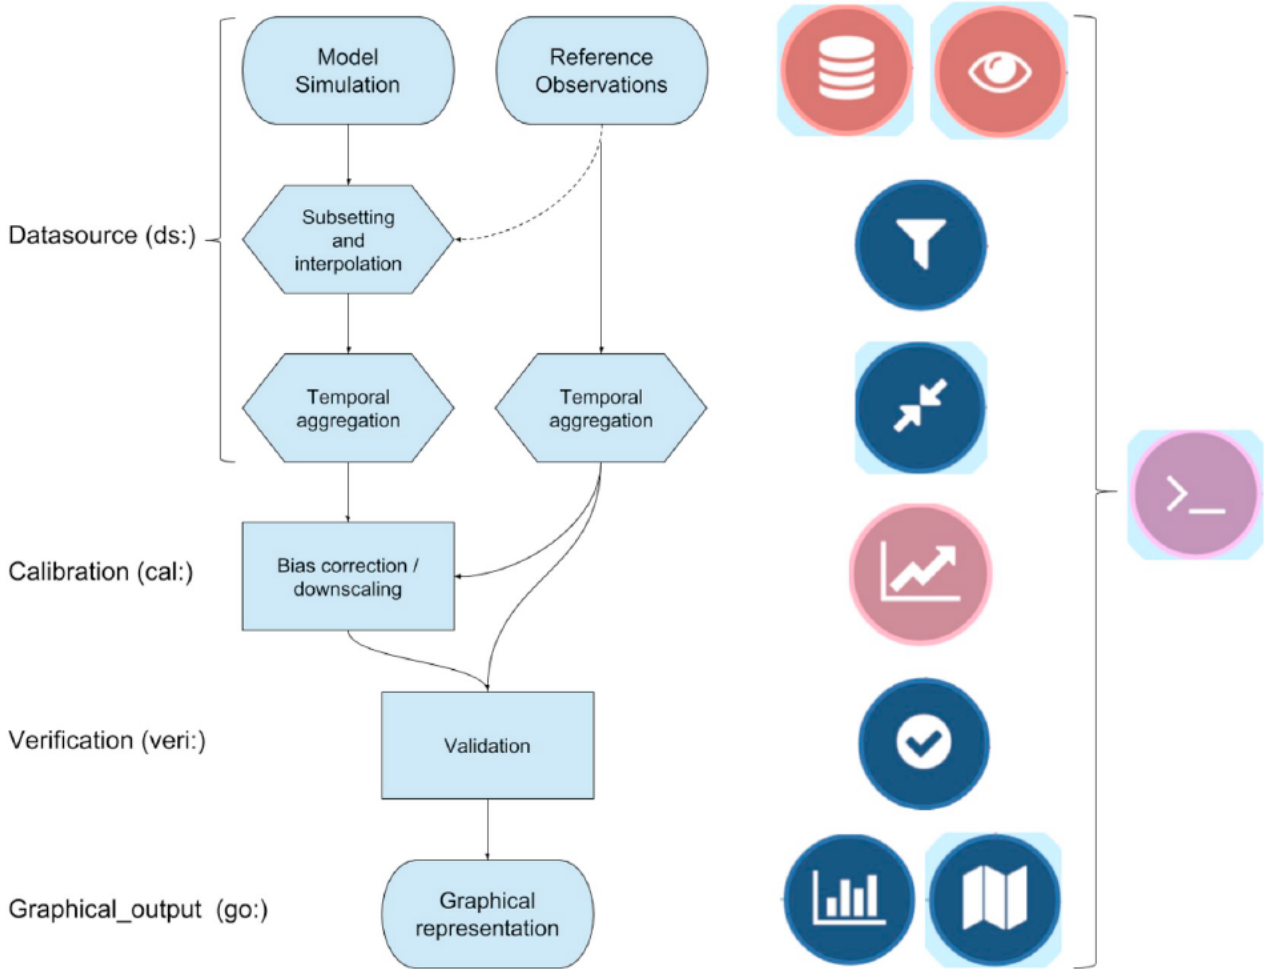 Model
Simulation
Reference
Observations
Datasource (ds:)
Subsetting
and
interpolation
Temporal
aggregation
Temporal
aggregation
Calibration (cal:)
Bias correction /
downscaling
Verification (veri:)
Validation
Graphical_output (go:)
Graphical
representation